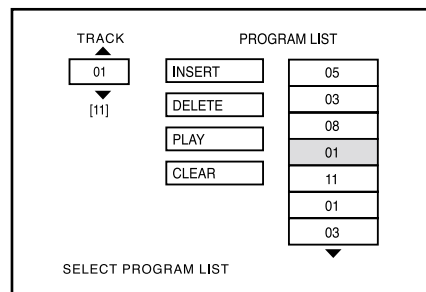 TRACK
PROGRAM LIST
01
[11]
INSERT
DELETE
PLAY
CLEAR
05
03
08
01
11
01
03
SELECT PROGRAM LIST